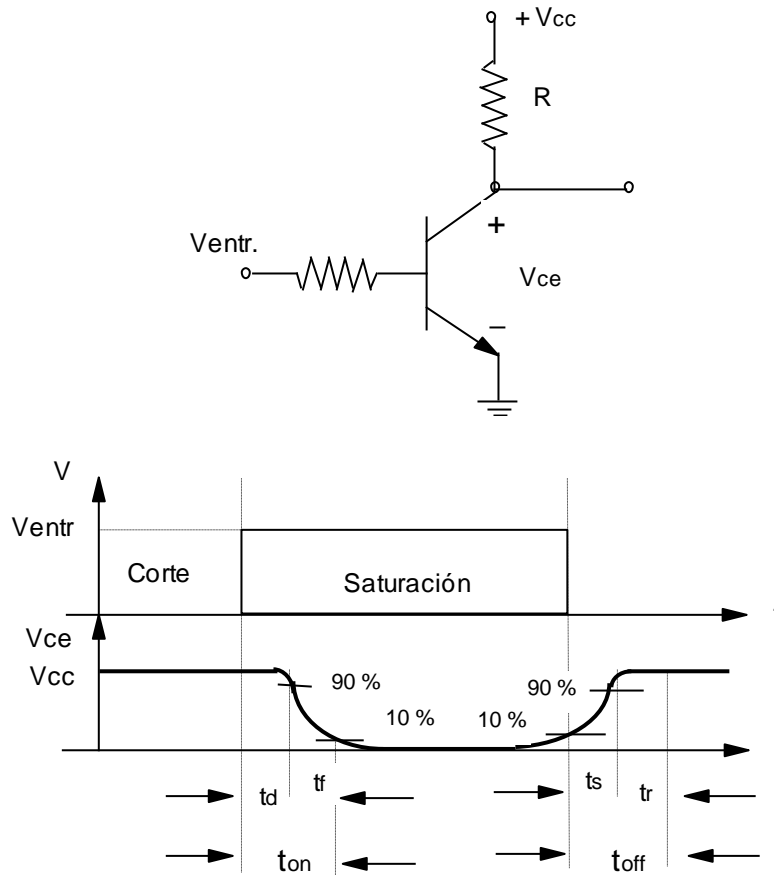 + Vcc
R
+
Ventr.
Vce
–
V
Ventr
Corte
Saturación
Vce
Vcc
90 %
90 %
10 %
10 %
td
tf
ts
tr
ton
toff